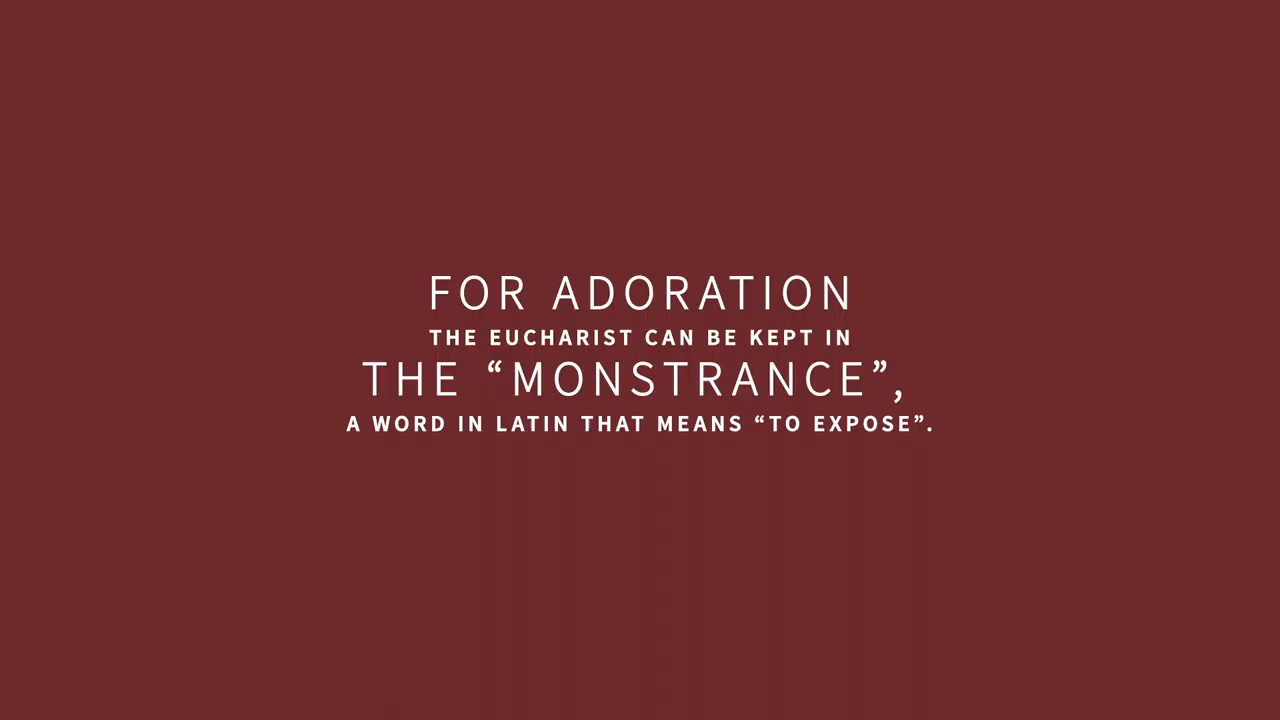 FOR ADORATION
THE EUCHARIST CAN BE KEPT IN
THE “MONSTRANCE”,
A WORD IN LATIN THAT MEANS “TO EXPOSE”.